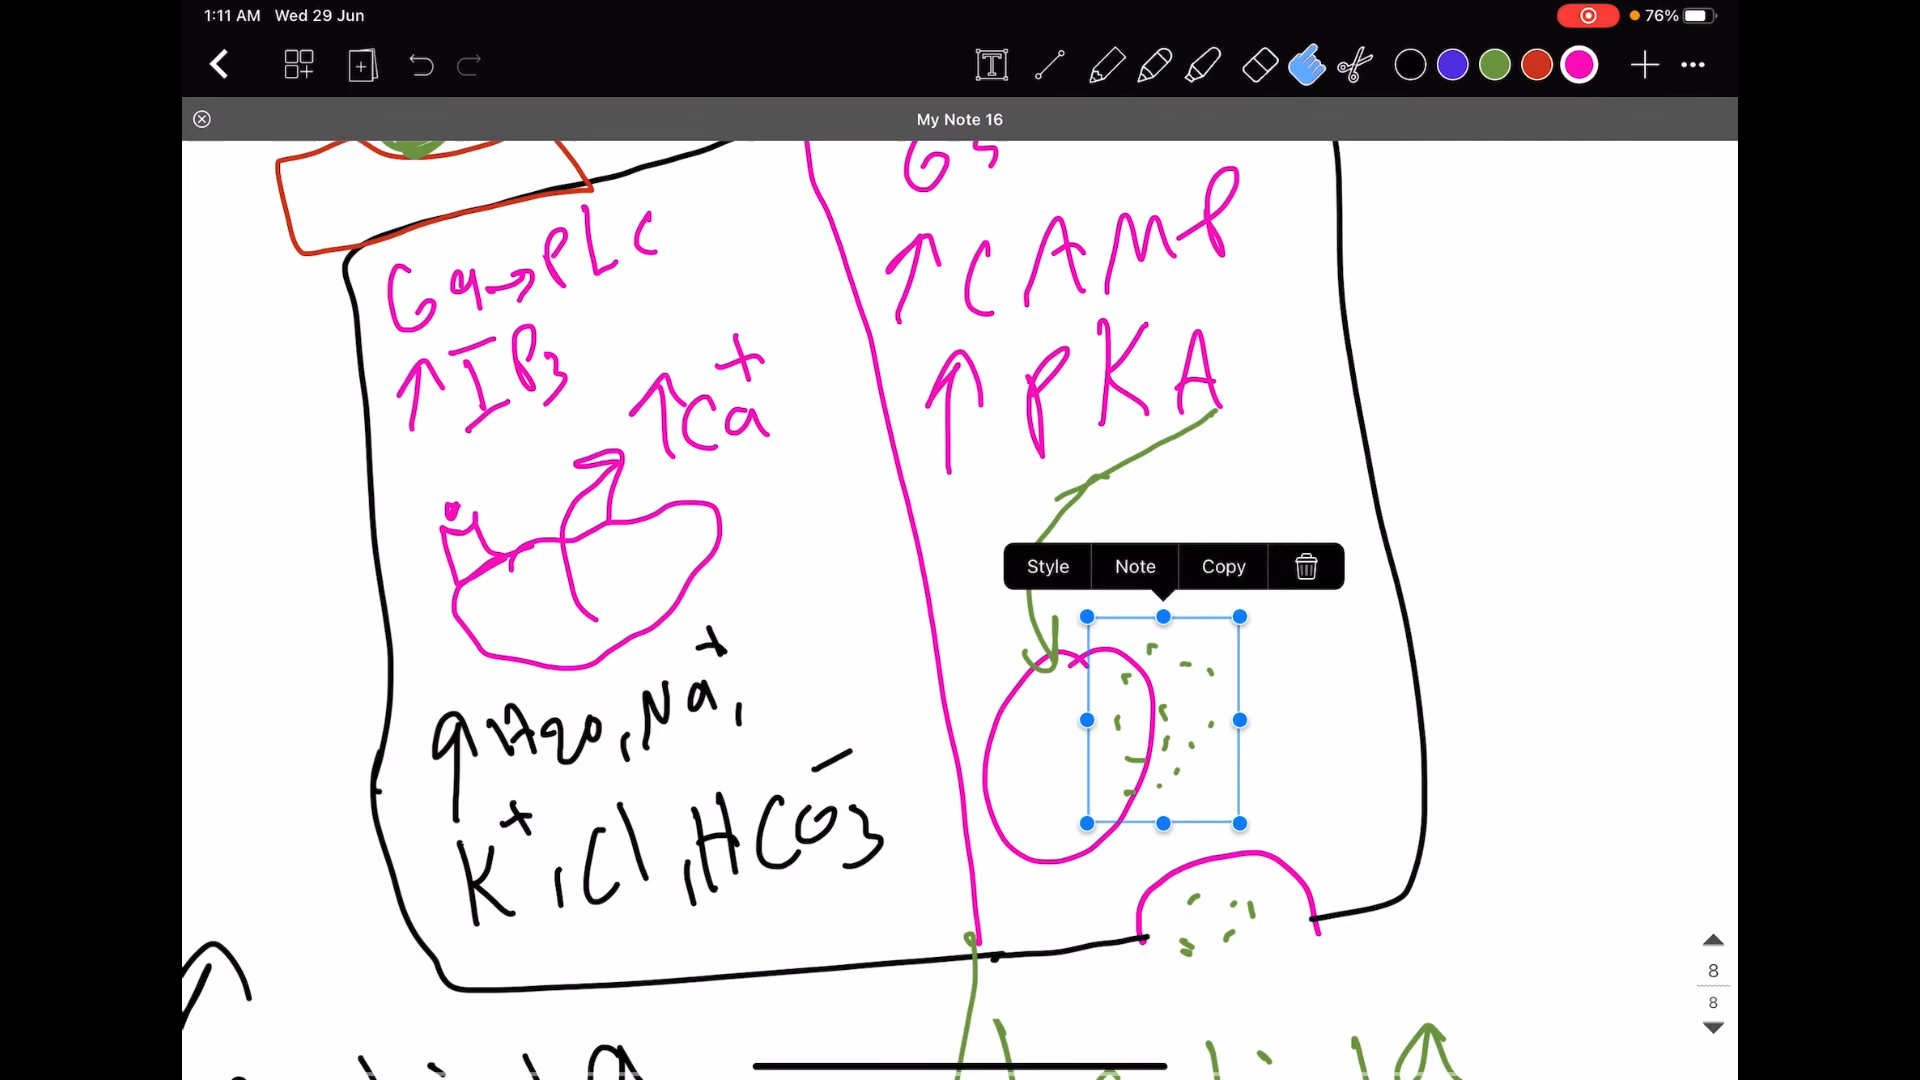 1:11 AM Wed 29 Jun
76%
T
My Note 16
Gs
Gq→PLC
↑CAMP
↑IP3
↑Ca+
↑PKA
Style Note Copy
↑H2O, Na+,
K+, Cl, HCO3−
8
8